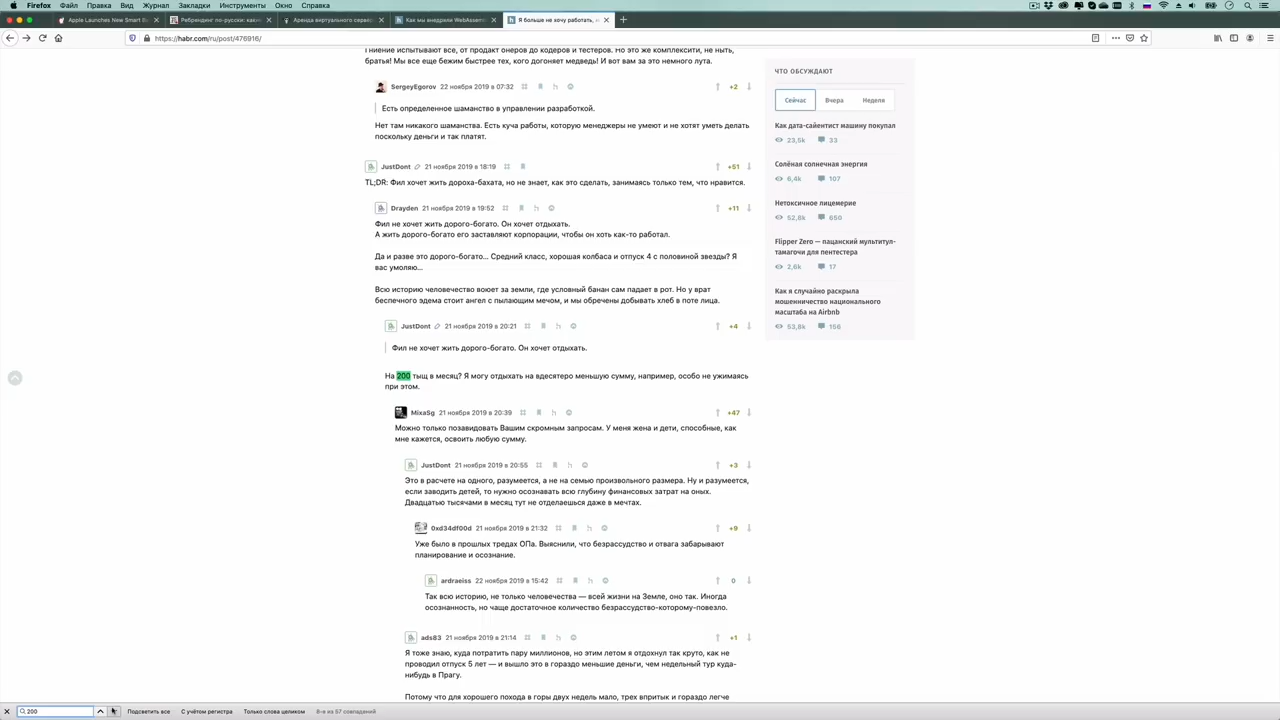 Firefox Файл Правка Вид Журнал Закладки Инструменты Окно Справка
Apple Launches New Smart Ba Ребрендинг по-русски: каки Аренда виртуального сервер Как мы внедрили WebAssem Я больше не хочу работать,
https://habr.com/ru/post/476916/
Гниение испытывают все, от продакт онеров до кодеров и тестеров. Но это же комплексити, не ныть,
братья! Мы все еще бежим быстрее тех, кого догоняет медведь! И вот вам за это немного лута.
SergeyEgorov 22 ноября 2019 в 07:32 +2
Есть определенное шаманство в управлении разработкой.
Нет там никакого шаманства. Есть куча работы, которую менеджеры не умеют и не хотят уметь делать
поскольку деньги и так платят.
JustDont 21 ноября 2019 в 18:19 +51
TL;DR: Фил хочет жить дороха-бахата, но не знает, как это сделать, занимаясь только тем, что нравится.
Drayden 21 ноября 2019 в 19:52 +11
Фил не хочет жить дорого-богато. Он хочет отдыхать.
А жить дорого-богато его заставляют корпорации, чтобы он хоть как-то работал.
Да и разве это дорого-богато... Средний класс, хорошая колбаса и отпуск 4 с половиной звезды? Я
вас умоляю...
Всю историю человечество воюет за земли, где условный банан сам падает в рот. Но у врат
беспечного эдема стоит ангел с пылающим мечом, и мы обречены добывать хлеб в поте лица.
JustDont 21 ноября 2019 в 20:21 +4
Фил не хочет жить дорого-богато. Он хочет отдыхать.
На 200 тыщ в месяц? Я могу отдыхать на вдесятеро меньшую сумму, например, особо не ужимаясь
при этом.
MixaSg 21 ноября 2019 в 20:39 +47
Можно только позавидовать Вашим скромным запросам. У меня жена и дети, способные, как
мне кажется, освоить любую сумму.
JustDont 21 ноября 2019 в 20:55 +3
Это в расчете на одного, разумеется, а не на семью произвольного размера. Ну и разумеется,
если заводить детей, то нужно осознавать всю глубину финансовых затрат на оных.
Двадцатью тысячами в месяц тут не отделаешься даже в мечтах.
0xd34df00d 21 ноября 2019 в 21:32 +9
Уже было в прошлых тредах ОПа. Выяснили, что безрассудство и отвага забарывают
планирование и осознание.
ardraeiss 22 ноября 2019 в 15:42 0
Так всю историю, не только человечества — всей жизни на Земле, оно так. Иногда
осознанность, но чаще достаточное количество безрассудство-которому-повезло.
ads83 21 ноября 2019 в 21:14 +1
Я тоже знаю, куда потратить пару миллионов, но этим летом я отдохнул так круто, как не
проводил отпуск 5 лет — и вышло это в гораздо меньшие деньги, чем недельный тур куда-
нибудь в Прагу.
Потому что для хорошего похода в горы двух недель мало, трех впритык и гораздо легче
ЧТО ОБСУЖДАЮТ
Сейчас Вчера Неделя
Как дата-сайентист машину покупал
23,5k 33
Солёная солнечная энергия
6,4k 107
Нетоксичное лицемерие
52,8k 650
Flipper Zero — пацанский мультитул-
тамагочи для пентестера
2,6k 17
Как я случайно раскрыла
мошенничество национального
масштаба на Airbnb
53,8k 156
200 Подсветить все С учётом регистра Только слова целиком 8-е из 57 совпадений